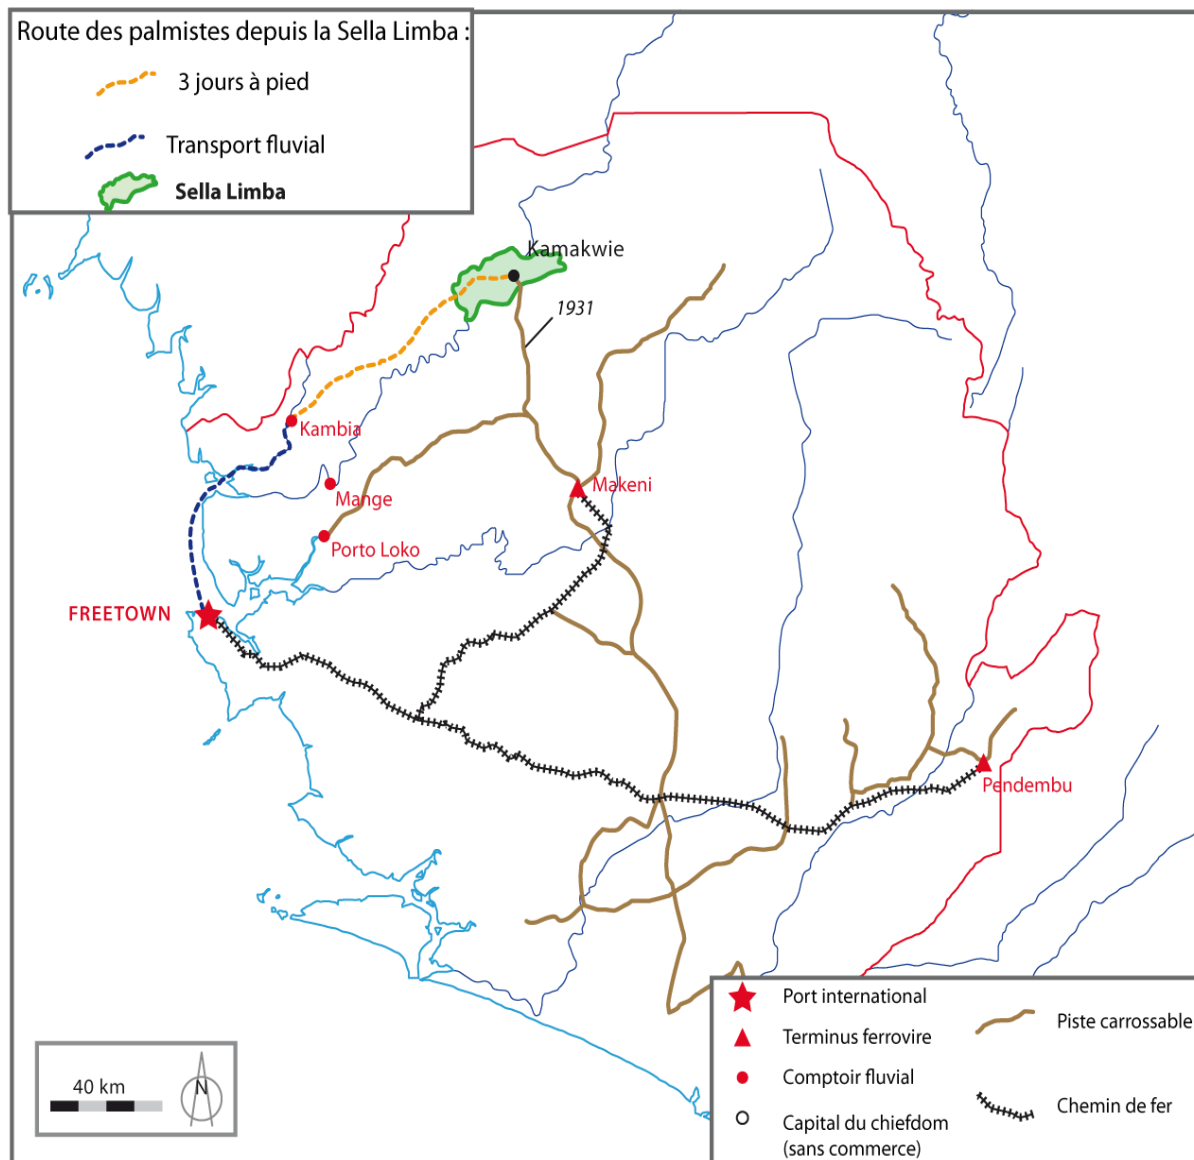 Route des palmistes depuis la Sella Limba :
3 jours à pied
Transport fluvial
Sella Limba
Kamakwie
1931
Kambia
Mange
Makeni
Porto Loko
FREETOWN
Pendembu
40 km
N
Port international
Terminus ferrovire
Comptoir fluvial
Capital du chiefdom
(sans commerce)
Piste carrossable
Chemin de fer